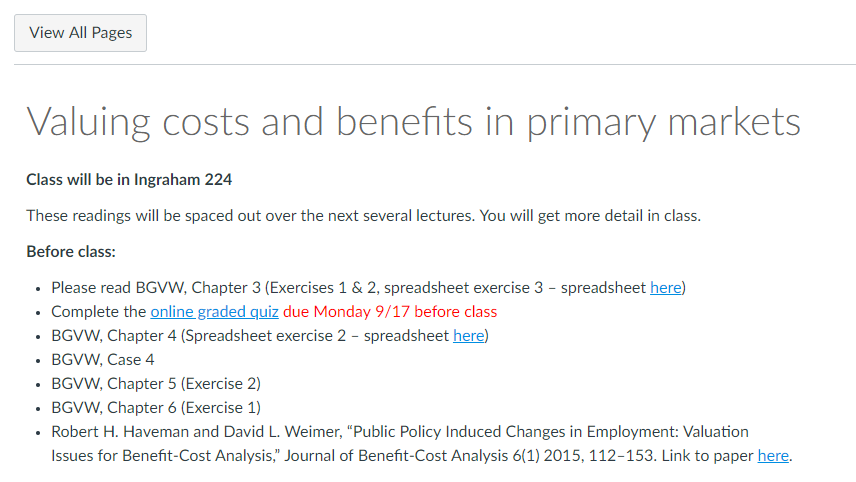 View All Pages
Valuing costs and benefits in primary markets
Class will be in Ingraham 224
These readings will be spaced out over the next several lectures. You will get more detail in class.
Before class:
• Please read BGVW, Chapter 3 (Exercises 1 & 2, spreadsheet exercise 3 – spreadsheet here)
• Complete the online graded quiz due Monday 9/17 before class
• BGVW, Chapter 4 (Spreadsheet exercise 2 – spreadsheet here)
• BGVW, Case 4
• BGVW, Chapter 5 (Exercise 2)
• BGVW, Chapter 6 (Exercise 1)
• Robert H. Haveman and David L. Weimer, “Public Policy Induced Changes in Employment: Valuation
Issues for Benefit-Cost Analysis,” Journal of Benefit-Cost Analysis 6(1) 2015, 112–153. Link to paper here.